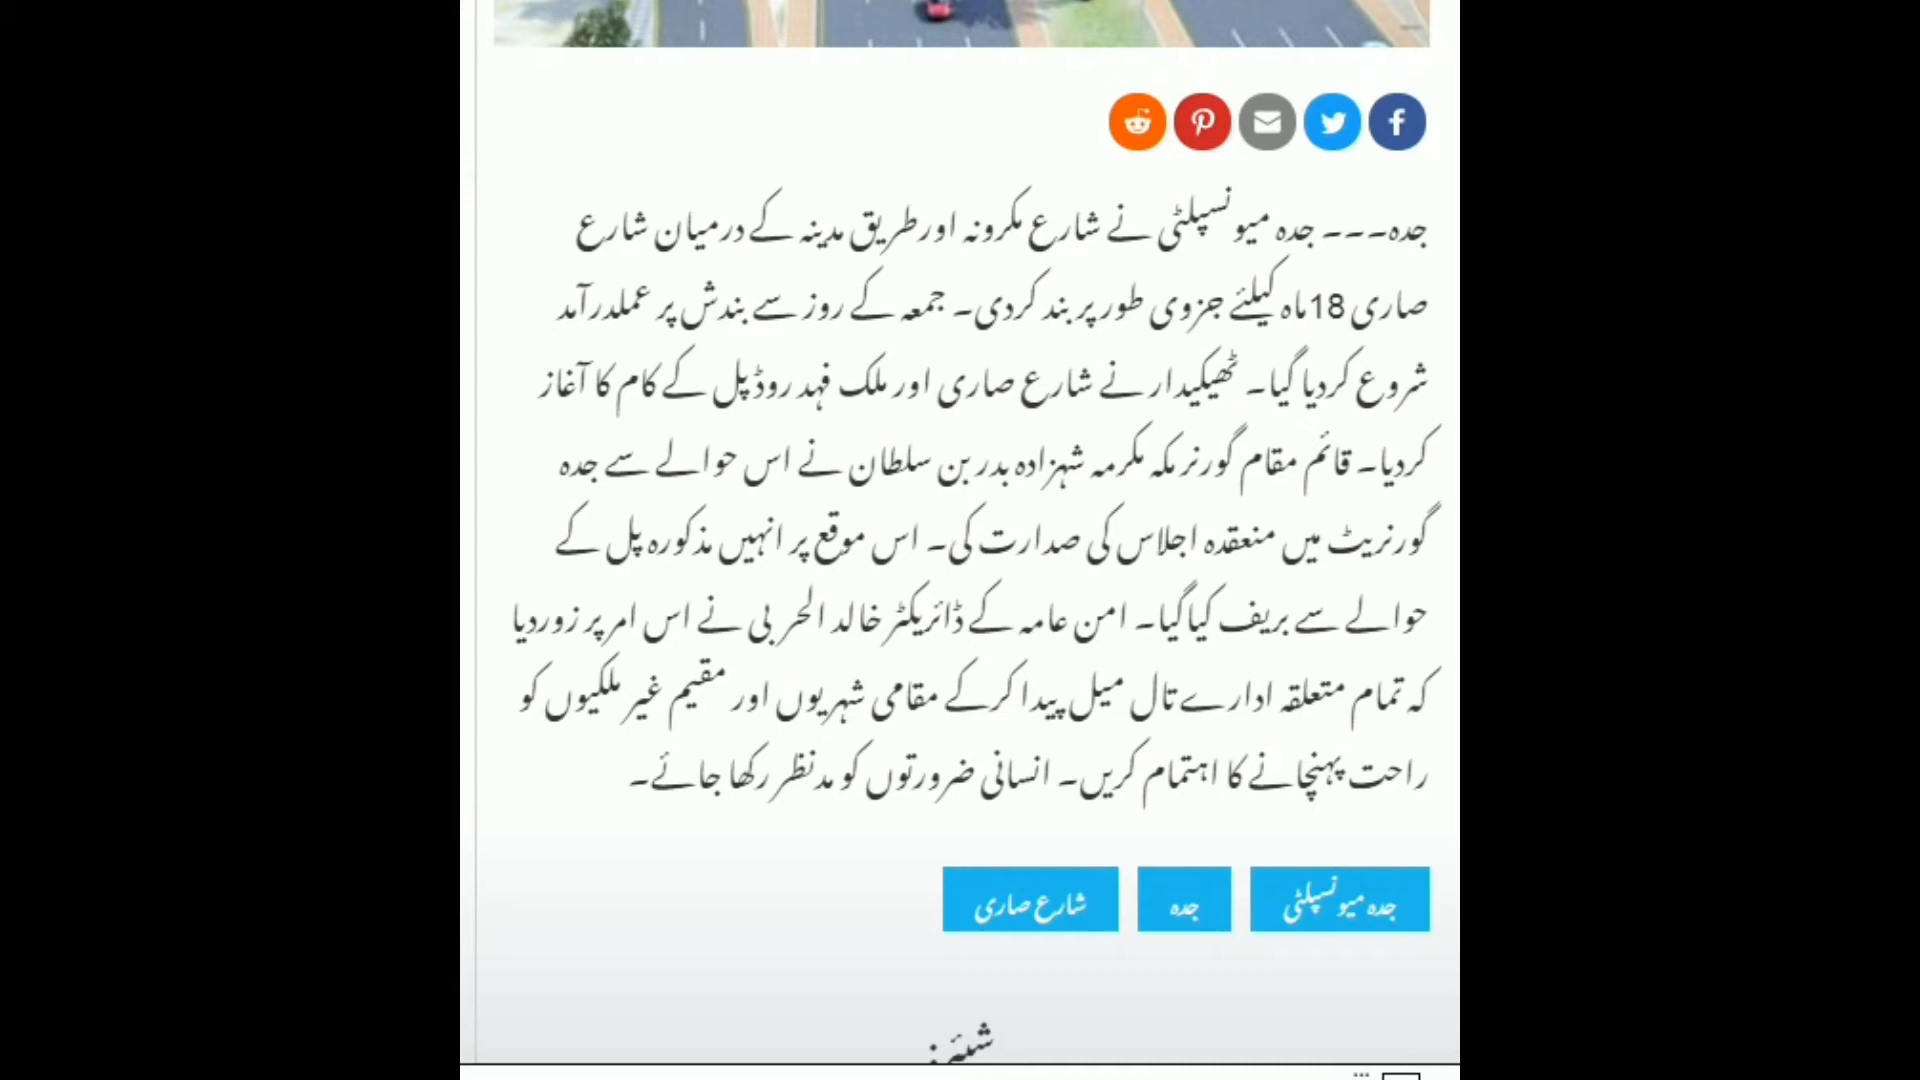 جدہ۔۔۔ جدہ میونسپلٹی نے شارع مکرونہ اور طریق مدینہ کے درمیان شارع
صاری 18 ماہ کیلئے جزوی طور پر بند کردی۔ جمعہ کے روز سے بندش پر عملدرآمد
شروع کردیا گیا۔ ٹھیکیدار نے شارع صاری اور ملک فہد روڈ پل کے کام کا آغاز
کردیا۔ قائم مقام گورنر مکہ مکرمہ شہزادہ بدر بن سلطان نے اس حوالے سے جدہ
گورنریٹ میں منعقدہ اجلاس کی صدارت کی۔ اس موقع پر انہیں مذکورہ پل کے
حوالے سے بریف کیا گیا۔ امن عامہ کے ڈائریکٹر خالد الحربی نے اس امر پر زور دیا
کہ تمام متعلقہ ادارے تال میل پیدا کرکے مقامی شہریوں اور مقیم غیر ملکیوں کو
راحت پہنچانے کا اہتمام کریں۔ انسانی ضرورتوں کو مدنظر رکھا جائے۔
جدہ میونسپلٹی جدہ شارع صاری
شیئر: